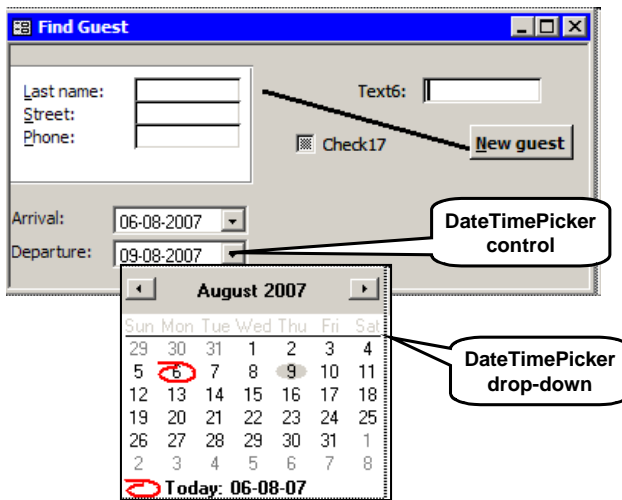 Find Guest
Last name:
Street:
Phone:
Text6:
Check17
New guest
Arrival: 06-08-2007
Departure: 09-08-2007
DateTimePicker
control
August 2007
Sun Mon Tue Wed Thu Fri Sat
29 30 31 1 2 3 4
5 6 7 8 9 10 11
12 13 14 15 16 17 18
19 20 21 22 23 24 25
26 27 28 29 30 31 1
2 3 4 5 6 7 8
Today: 06-08-07
DateTimePicker
drop-down